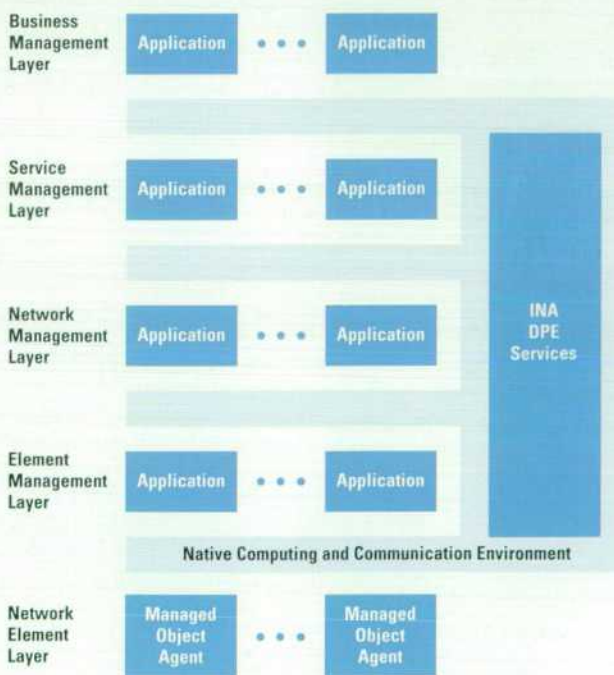 Business
Management
Layer
Application
Application
Service
Management
Layer
Application
Application
INA
DPE
Services
Network
Management
Layer
Application
Application
Element
Management
Layer
Application
Application
Native Computing and Communication Environment
Network
Element
Layer
Managed
Object
Agent
Managed
Object
Agent